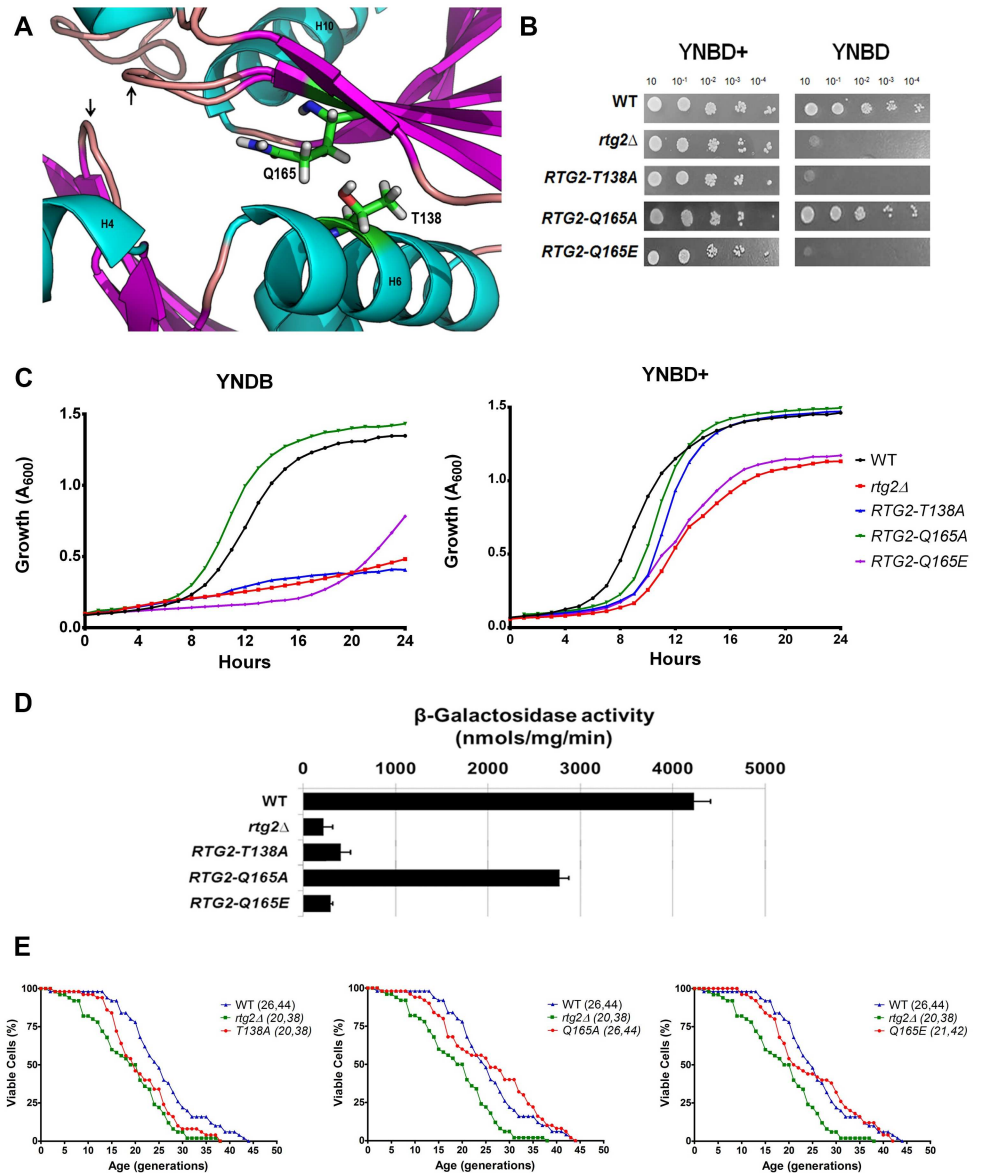 A
H10
Q165
T138
H4
H6
B
YNBD+ YNBD
10 10-1 10-2 10-3 10-4 10 10-1 10-2 10-3 10-4
WT
rtg2Δ
RTG2-T138A
RTG2-Q165A
RTG2-Q165E
C
YNDB
Growth (A600)
1.5
1.0
0.5
0.0
0 4 8 12 16 20 24
Hours
YNBD+
Growth (A600)
1.5
1.0
0.5
0.0
0 4 8 12 16 20 24
Hours
WT
rtg2Δ
RTG2-T138A
RTG2-Q165A
RTG2-Q165E
D
β-Galactosidase activity
(nmols/mg/min)
0 1000 2000 3000 4000 5000
WT
rtg2Δ
RTG2-T138A
RTG2-Q165A
RTG2-Q165E
E
Viable Cells (%)
100
75
50
25
0
0 5 10 15 20 25 30 35 40 45 50
Age (generations)
WT (26,44)
rtg2Δ (20,38)
T138A (20,38)
Viable Cells (%)
100
75
50
25
0
0 5 10 15 20 25 30 35 40 45 50
Age (generations)
WT (26,44)
rtg2Δ (20,38)
Q165A (26,44)
Viable Cells (%)
100
75
50
25
0
0 5 10 15 20 25 30 35 40 45 50
Age (generations)
WT (26,44)
rtg2Δ (20,38)
Q165E (21,42)